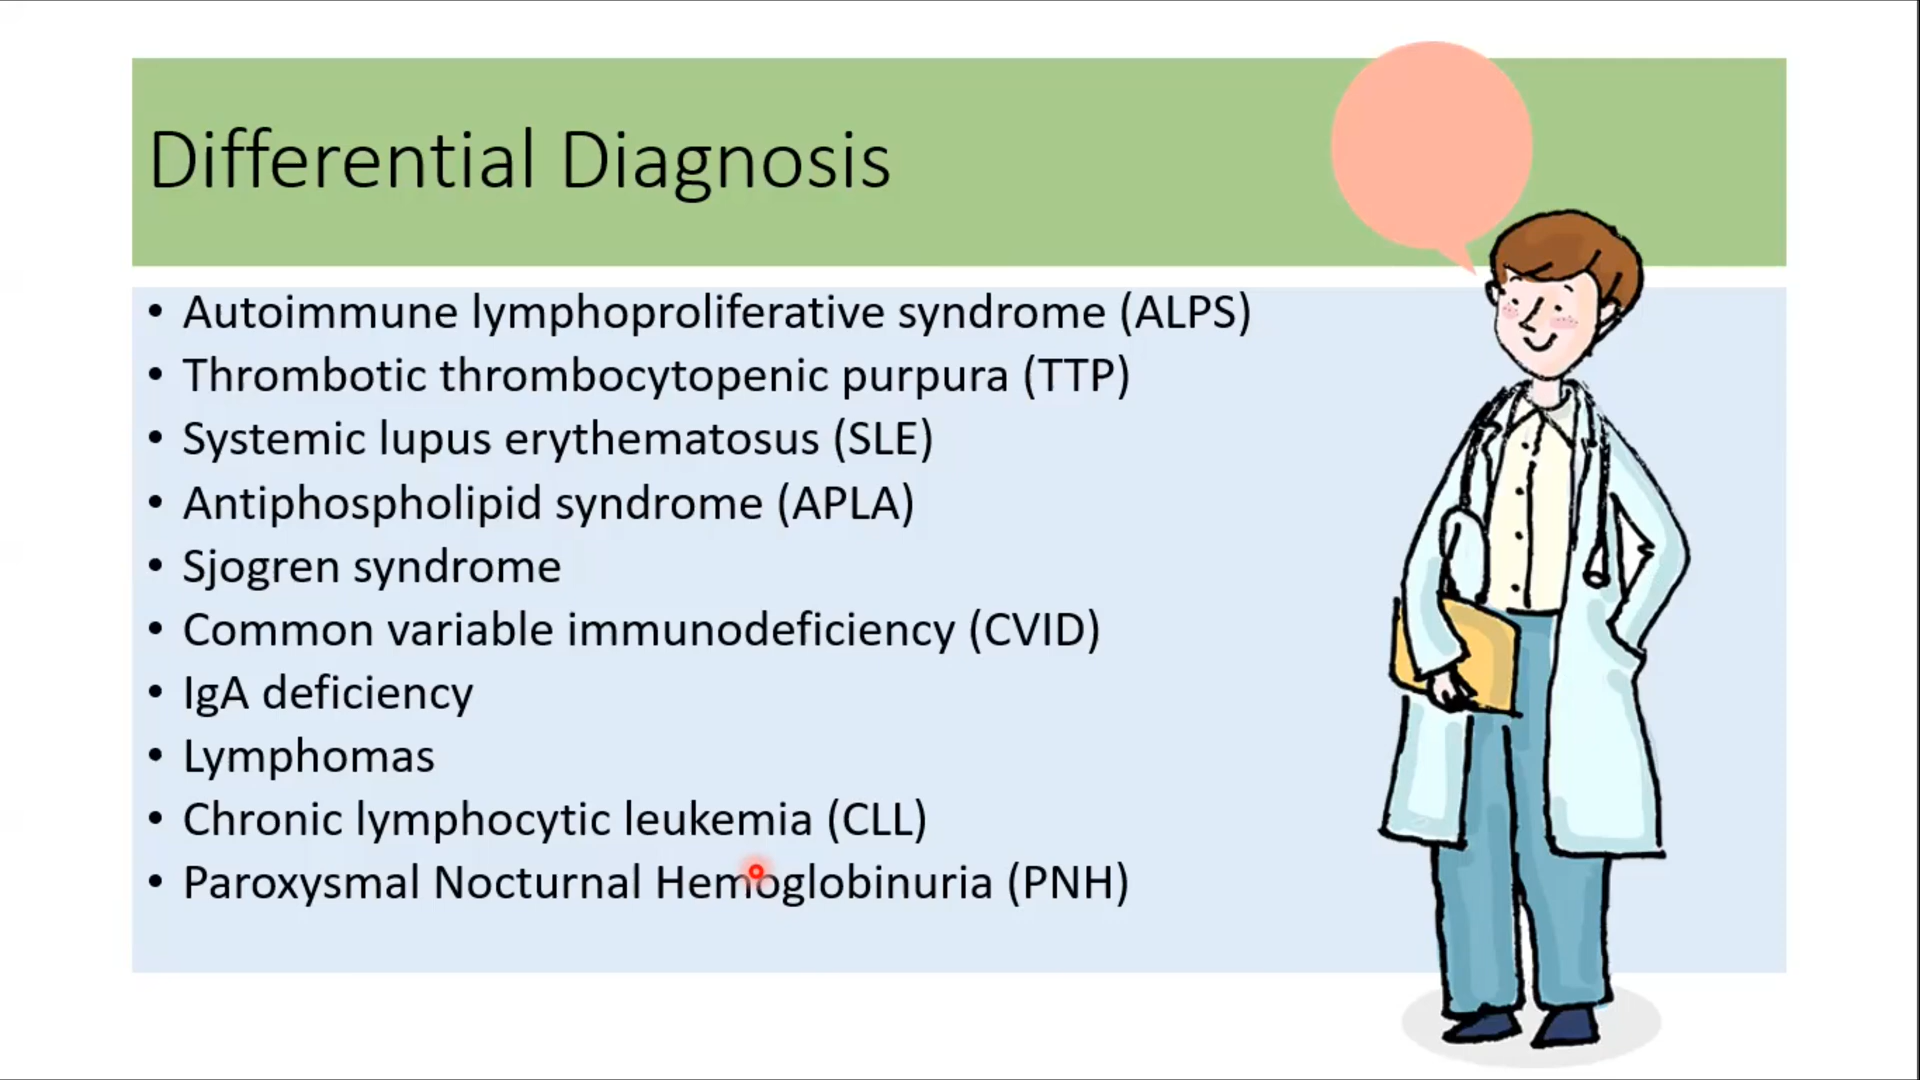 Differential Diagnosis
• Autoimmune lymphoproliferative syndrome (ALPS)
• Thrombotic thrombocytopenic purpura (TTP)
• Systemic lupus erythematosus (SLE)
• Antiphospholipid syndrome (APLA)
• Sjogren syndrome
• Common variable immunodeficiency (CVID)
• IgA deficiency
• Lymphomas
• Chronic lymphocytic leukemia (CLL)
• Paroxysmal Nocturnal Hemoglobinuria (PNH)